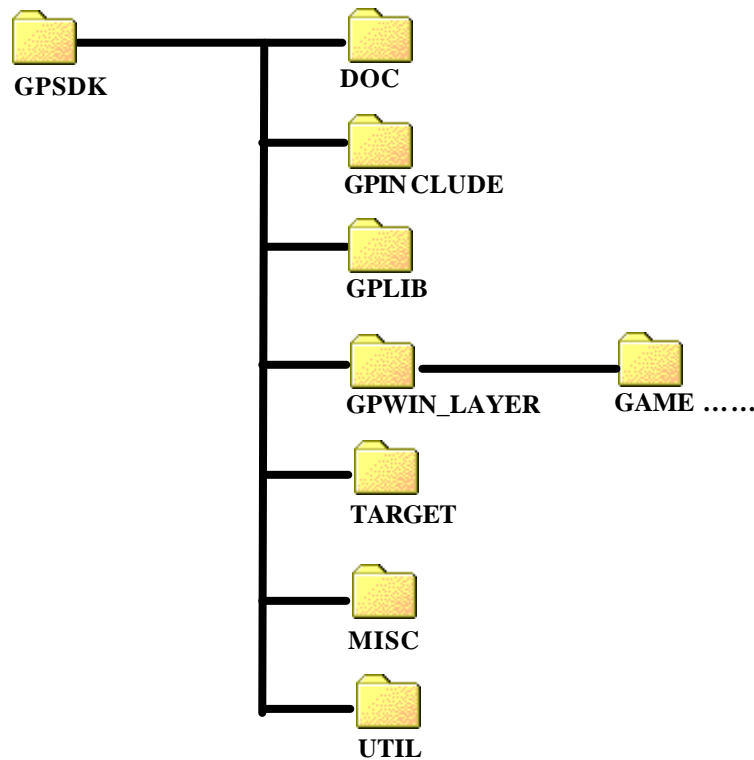 GPSDK
DOC
GPIN CLUDE
GPLIB
GPWIN_LAYER
GAME ……
TARGET
MISC
UTIL